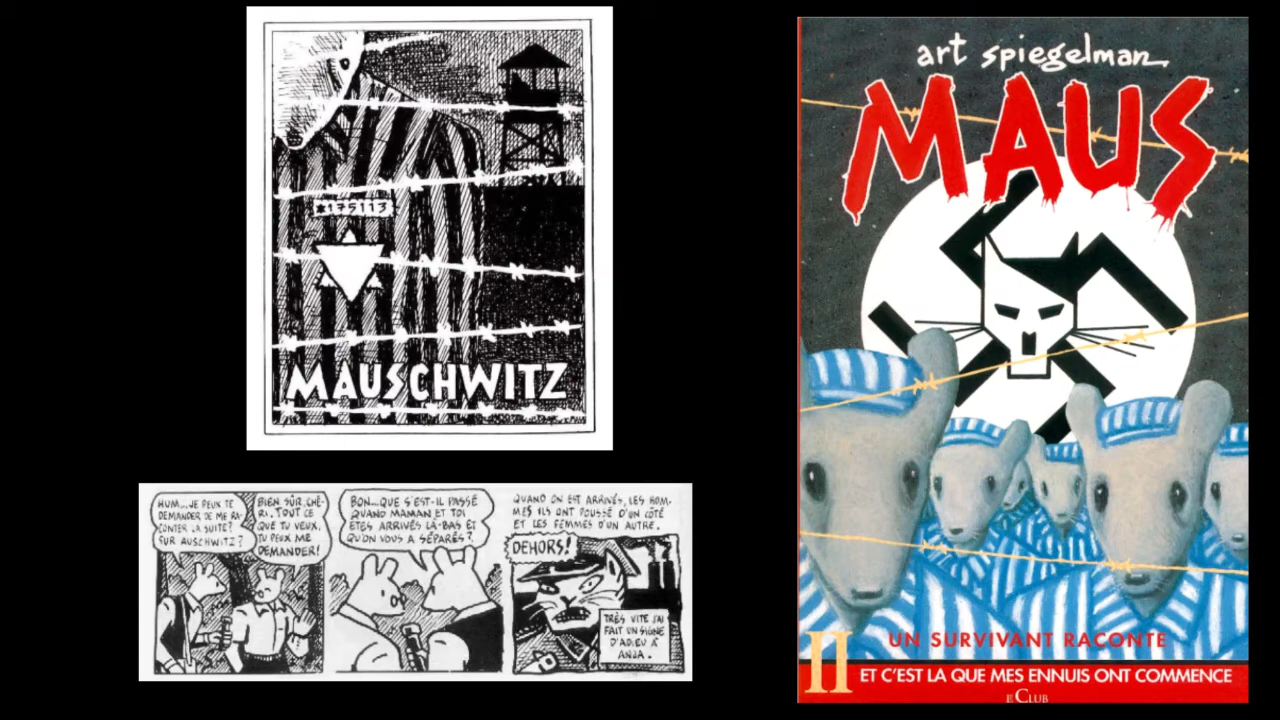 *175113
MAUSCHWITZ
HUM...JE PEUX TE
DEMANDER DE ME RA-
CONTER LA SUITE?
SUR AUSCHWITZ?
BIEN SÛR, CHÉ-
RI. TOUT CE
QUE TU VEUX,
TU PEUX ME
DEMANDER!
BON...QUE S'EST-IL PASSÉ
QUAND MAMAN ET TOI
ETES ARRIVÉS LÀ-BAS ET
QU'ON VOUS A SÉPARÉS?
QUAND ON EST ARRIVÉS, LES HOM-
MES ILS ONT POUSSÉ D'UN CÔTÉ
ET LES FEMMES D'UN AUTRE.
DEHORS!
TRÈS VITE J'AI
FAIT UN SIGNE
D'ADIEU À
ANJA.
art spiegelman
MAUS
UN SURVIVANT RACONTE
II
ET C'EST LA QUE MES ENNUIS ONT COMMENCE
LE CLUB